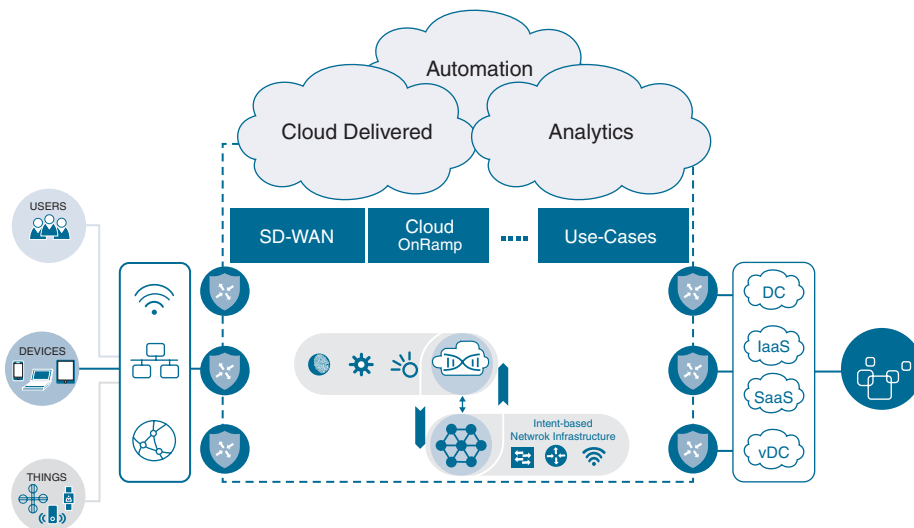 Automation
Cloud Delivered
Analytics
USERS
SD-WAN
Cloud
OnRamp
Use-Cases
DC
DEVICES
IaaS
SaaS
Intent-based
Netwrok Infrastructure
vDC
THINGS